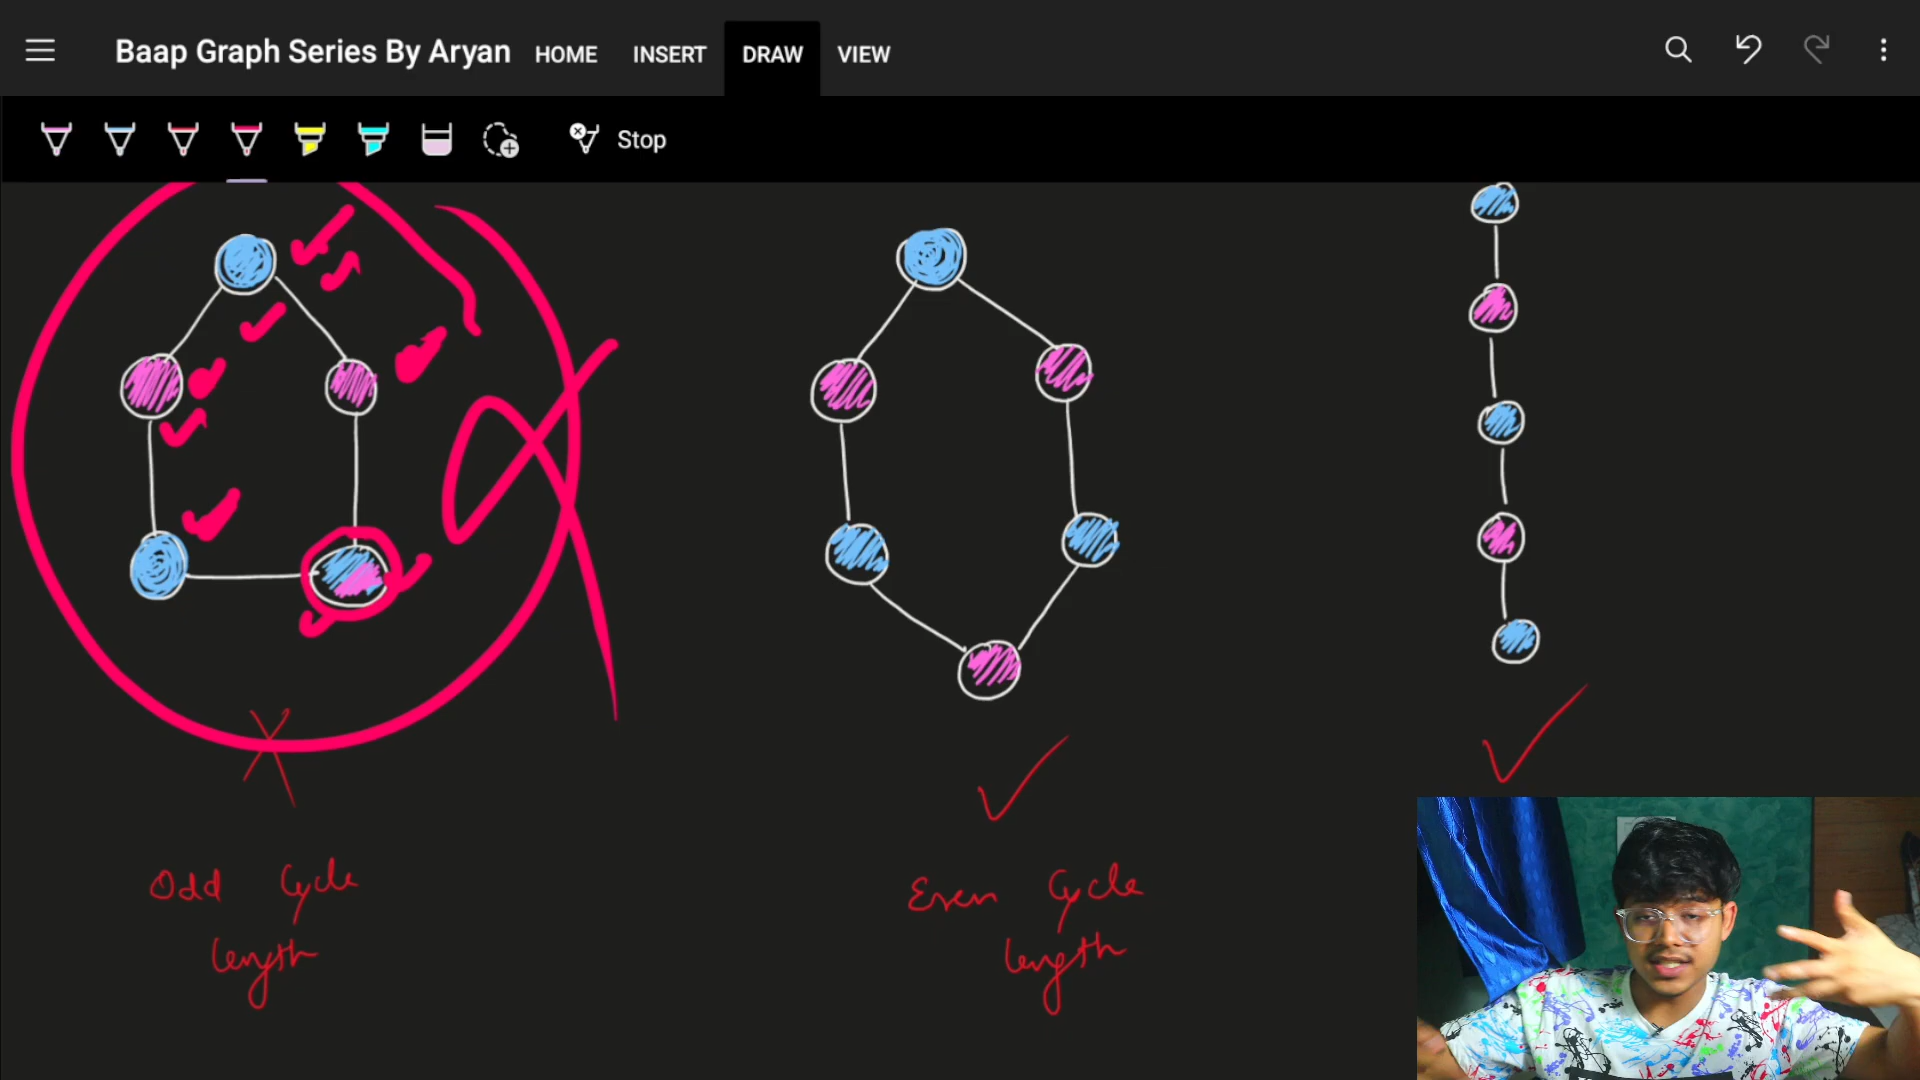 Baap Graph Series By Aryan HOME INSERT DRAW VIEW
Stop
Odd Cycle
length
Even Cycle
length